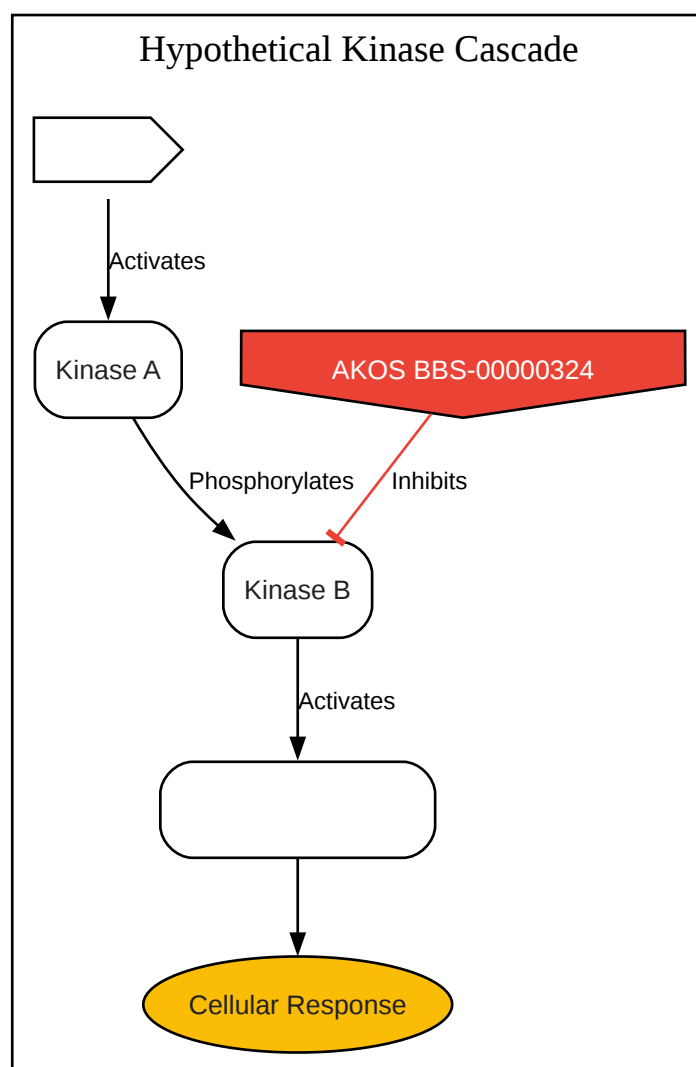 Hypothetical Kinase Cascade
Activates
Kinase A
AKOS BBS-00000324
Phosphorylates
Inhibits
Kinase B
Activates
Cellular Response